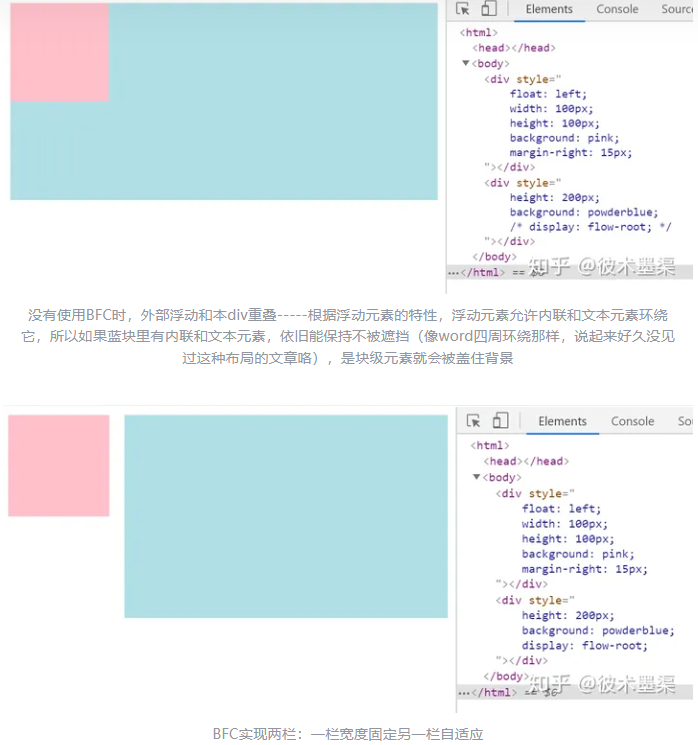 Elements Console Sourc
<html>
<head></head>
▼<body>
<div style="
float: left;
width: 100px;
height: 100px;
background: pink;
margin-right: 15px;
"></div>
<div style="
height: 200px;
background: powderblue;
/* display: flow-root; */
"></div>
</body>
知乎 @彼术墨渠
…</html> ==
没有使用BFC时，外部浮动和本div重叠-----根据浮动元素的特性，浮动元素允许内联和文本元素环绕
它，所以如果蓝块里有内联和文本元素，依旧能保持不被遮挡（像word四周环绕那样，说起来好久没见
过这种布局的文章咯），是块级元素就会被盖住背景
Elements Console So
<html>
<head></head>
▼<body>
<div style="
float: left;
width: 100px;
height: 100px;
background: pink;
margin-right: 15px;
"></div>
<div style="
height: 200px;
background: powderblue;
display: flow-root;
"></div>
</body>
知乎 @彼术墨渠
…</html> == $0
BFC实现两栏：一栏宽度固定另一栏自适应